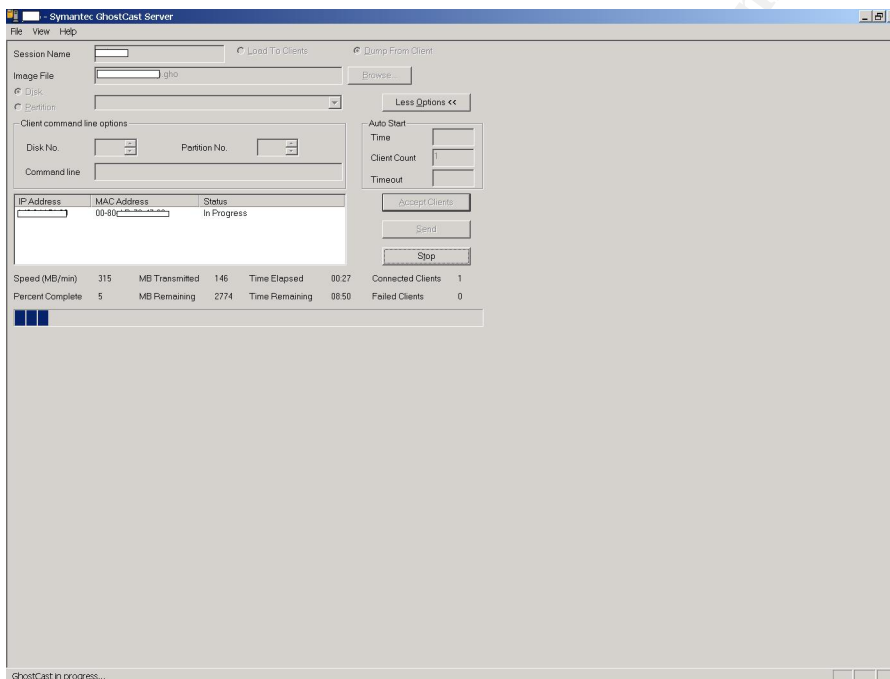 - Symantec GhostCast Server
File View Help
Session Name
Load To Clients
Dump From Client
Image File
.gho
Browse...
Disk
Partition
Less Options <<
Client command line options
Disk No.
Partition No.
Command line
Auto Start
Time
Client Count 1
Timeout
IP Address MAC Address Status
00-80 In Progress
Accept Clients
Send
Stop
Speed (MB/min) 315 MB Transmitted 146 Time Elapsed 00:27 Connected Clients 1
Percent Complete 5 MB Remaining 2774 Time Remaining 08:50 Failed Clients 0
GhostCast in progress...